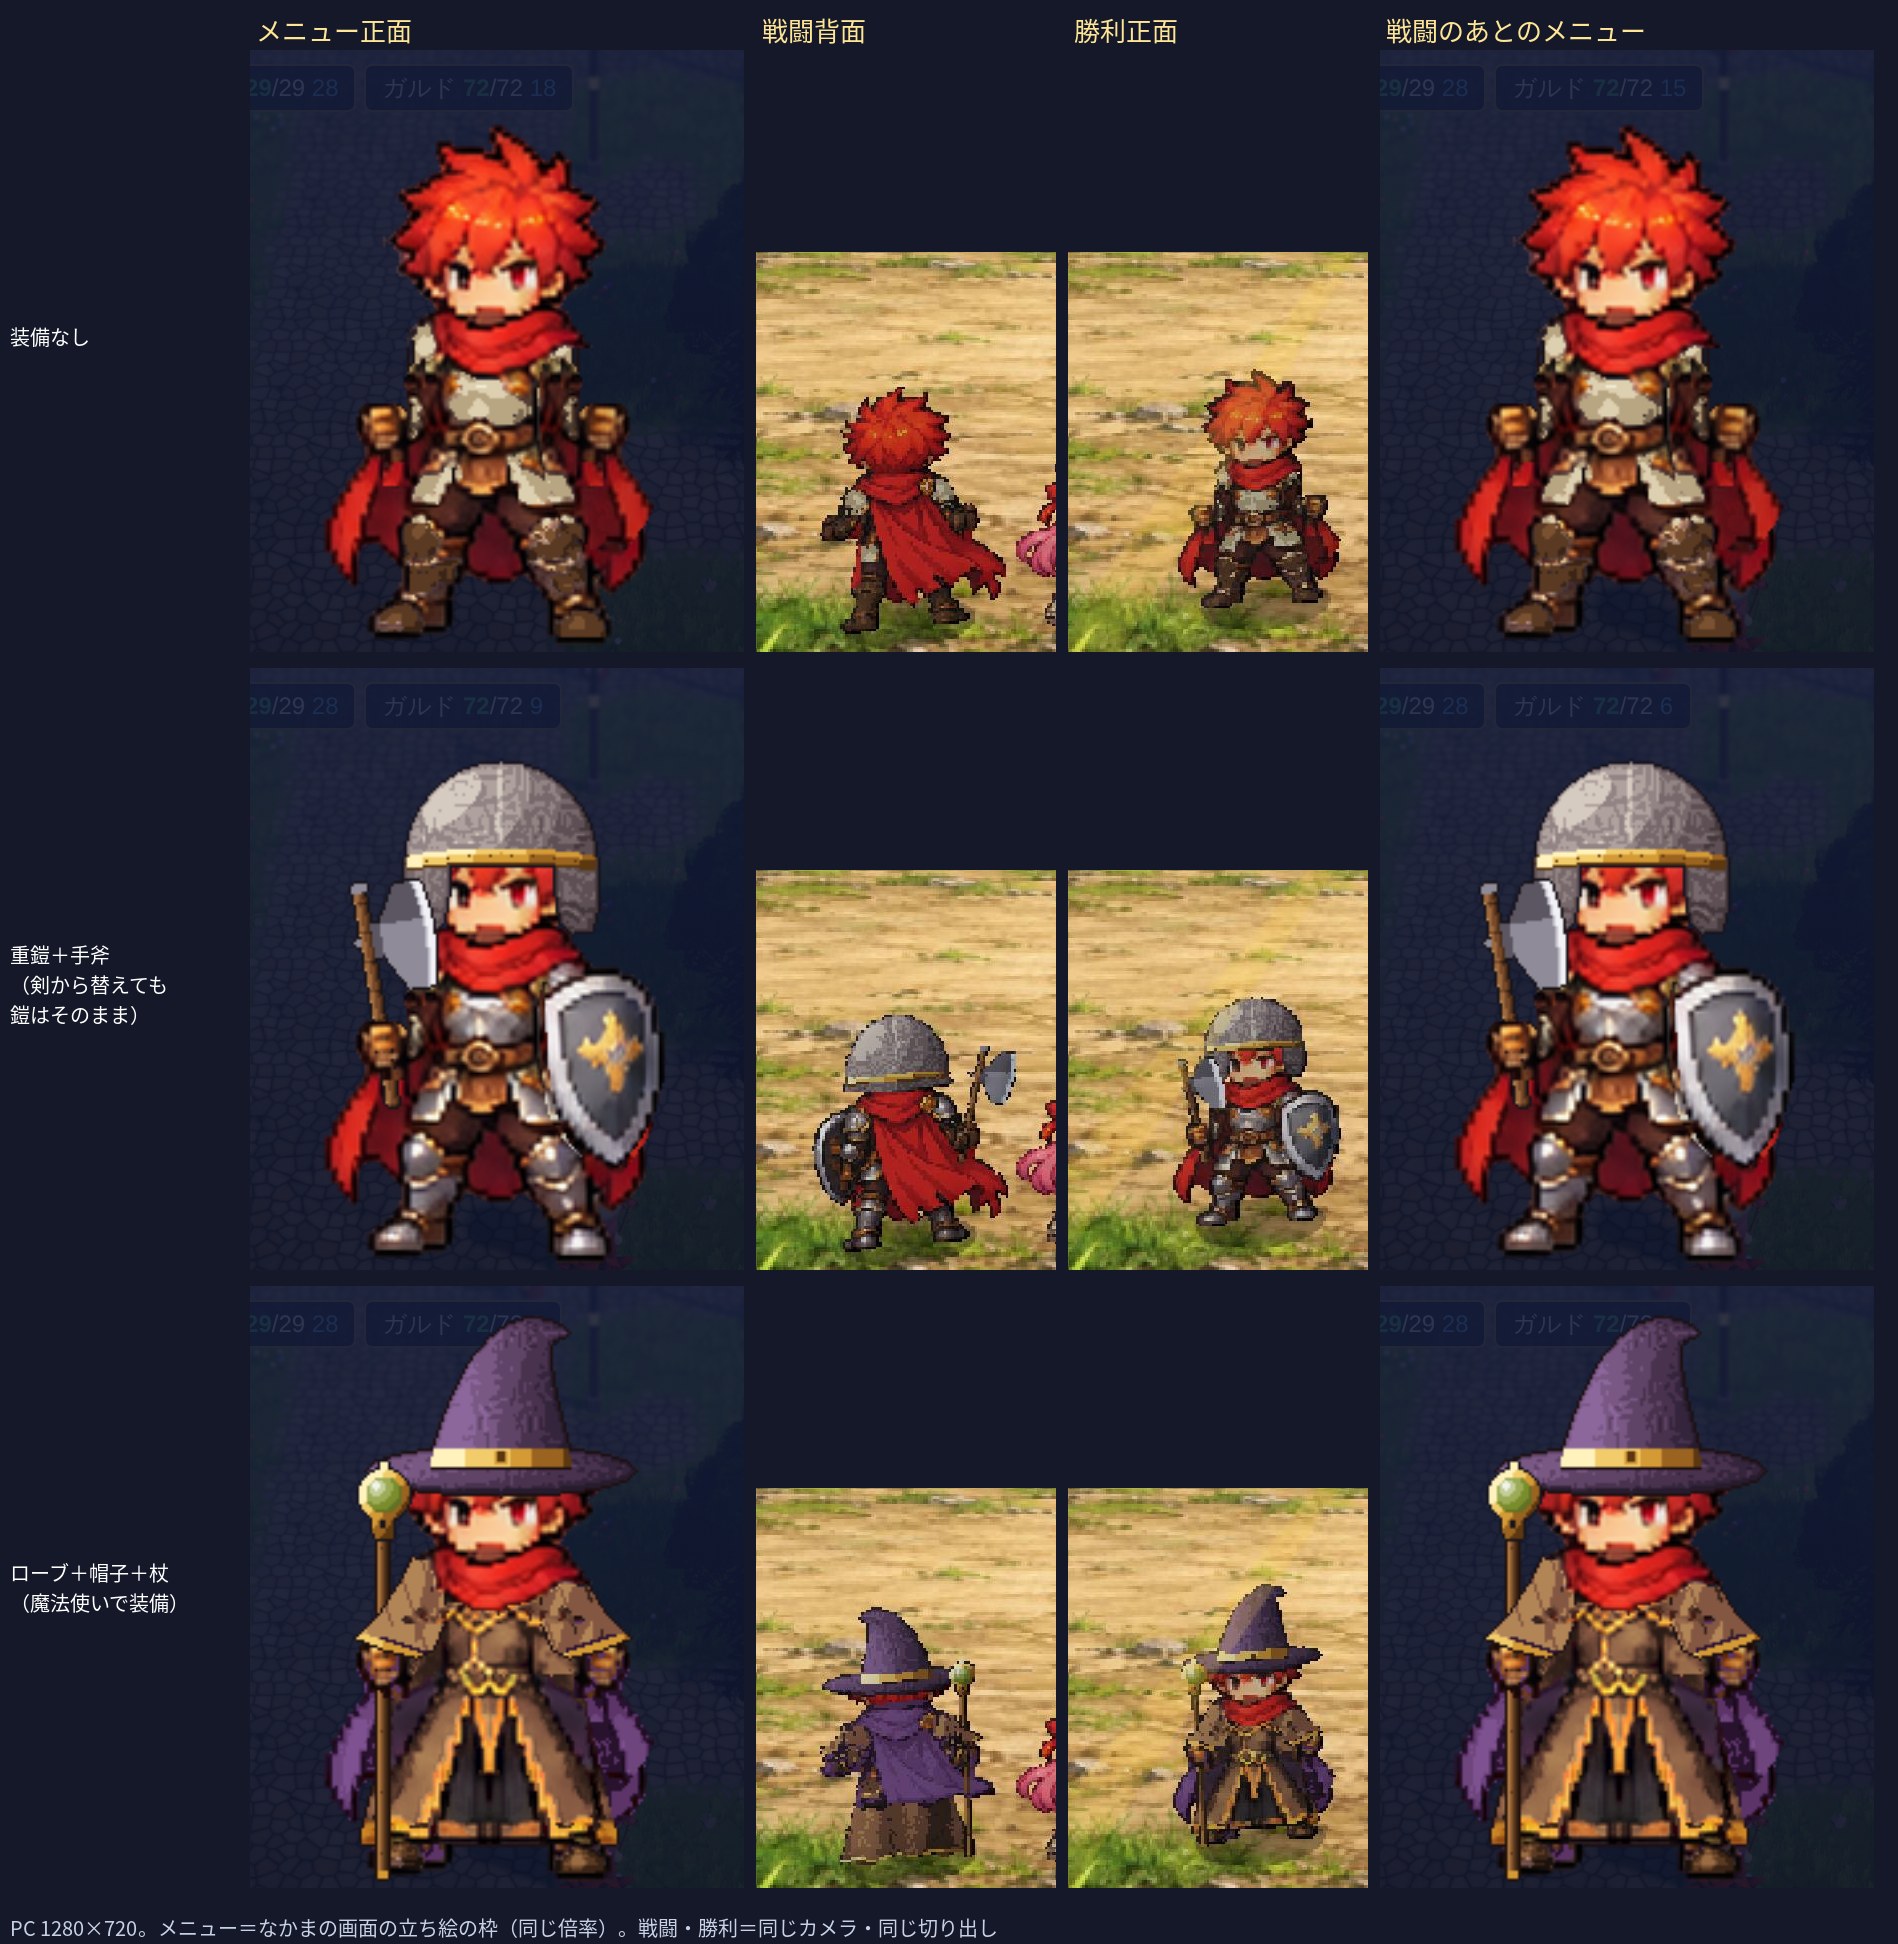 メニュー正面
戦闘背面
勝利正面
戦闘のあとのメニュー
29/29 28
ガルド 72/72 18
29/29 28
ガルド 72/72 15
装備なし
29/29 28
ガルド 72/72 9
29/29 28
ガルド 72/72 6
重鎧＋手斧
（剣から替えても
鎧はそのまま）
29/29 28
ガルド 72/7
29/29 28
ガルド 72/7
ローブ＋帽子＋杖
（魔法使いで装備）
PC 1280×720。メニュー＝なかまの画面の立ち絵の枠（同じ倍率）。戦闘・勝利＝同じカメラ・同じ切り出し